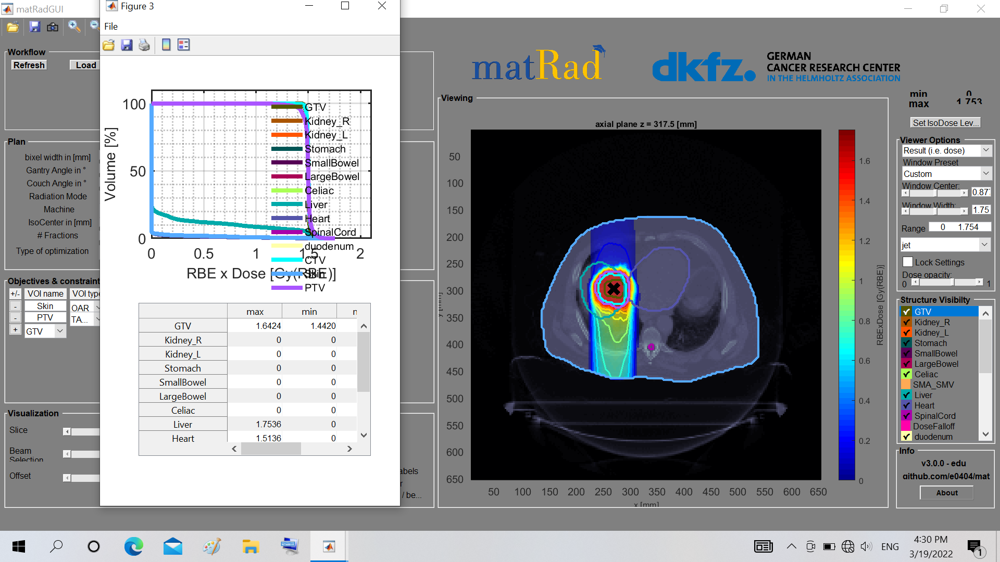 matRadGUI
Figure 3
File
Workflow
Refresh
Load
Plan
bixel width in [mm]
Gantry Angle in °
Couch Angle in °
Radiation Mode
Machine
IsoCenter in [mm]
# Fractions
Type of optimization
Objectives & constraint
+/- VOI name VOI type
- Skin OAR
- PTV TA...
+ GTV
Visualization
Slice
Beam
Selection
Offset
Volume [%]
100
50
0
0 0.5 1 1.5 2
RBE x Dose [Gy(RBE)]
GTV
Kidney_R
Kidney_L
Stomach
SmallBowel
LargeBowel
Celiac
Liver
Heart
SpinalCord
duodenum
CTV
Skin
PTV
max min
GTV 1.6424 1.4420
Kidney_R 0 0
Kidney_L 0 0
Stomach 0 0
SmallBowel 0 0
LargeBowel 0 0
Celiac 0 0
Liver 1.7536 0
Heart 1.5136 0
abels
r
/ be...
matRad
dkfz.
GERMAN
CANCER RESEARCH CENTER
IN THE HELMHOLTZ ASSOCIATION
Viewing
axial plane z = 317.5 [mm]
50
100
150
200
250
300
350
400
450
500
550
600
650
y [mm]
50 100 150 200 250 300 350 400 450 500 550 600 650
x [mm]
1.6
1.4
1.2
1
0.8
0.6
0.4
0.2
0
RBExDose [Gy(RBE)]
min 0
max 1.753
Set IsoDose Lev...
Viewer Options
Result (i.e. dose)
Window Preset
Custom
Window Center:
0.877
Window Width:
1.75
Range 0 1.754
jet
Lock Settings
Dose opacity:
0 1
Structure Visibilty
GTV
Kidney_R
Kidney_L
Stomach
SmallBowel
LargeBowel
Celiac
SMA_SMV
Liver
Heart
SpinalCord
DoseFalloff
duodenum
Info
v3.0.0 - edu
github.com/e0404/mat
About
ENG
4:30 PM
3/19/2022
1